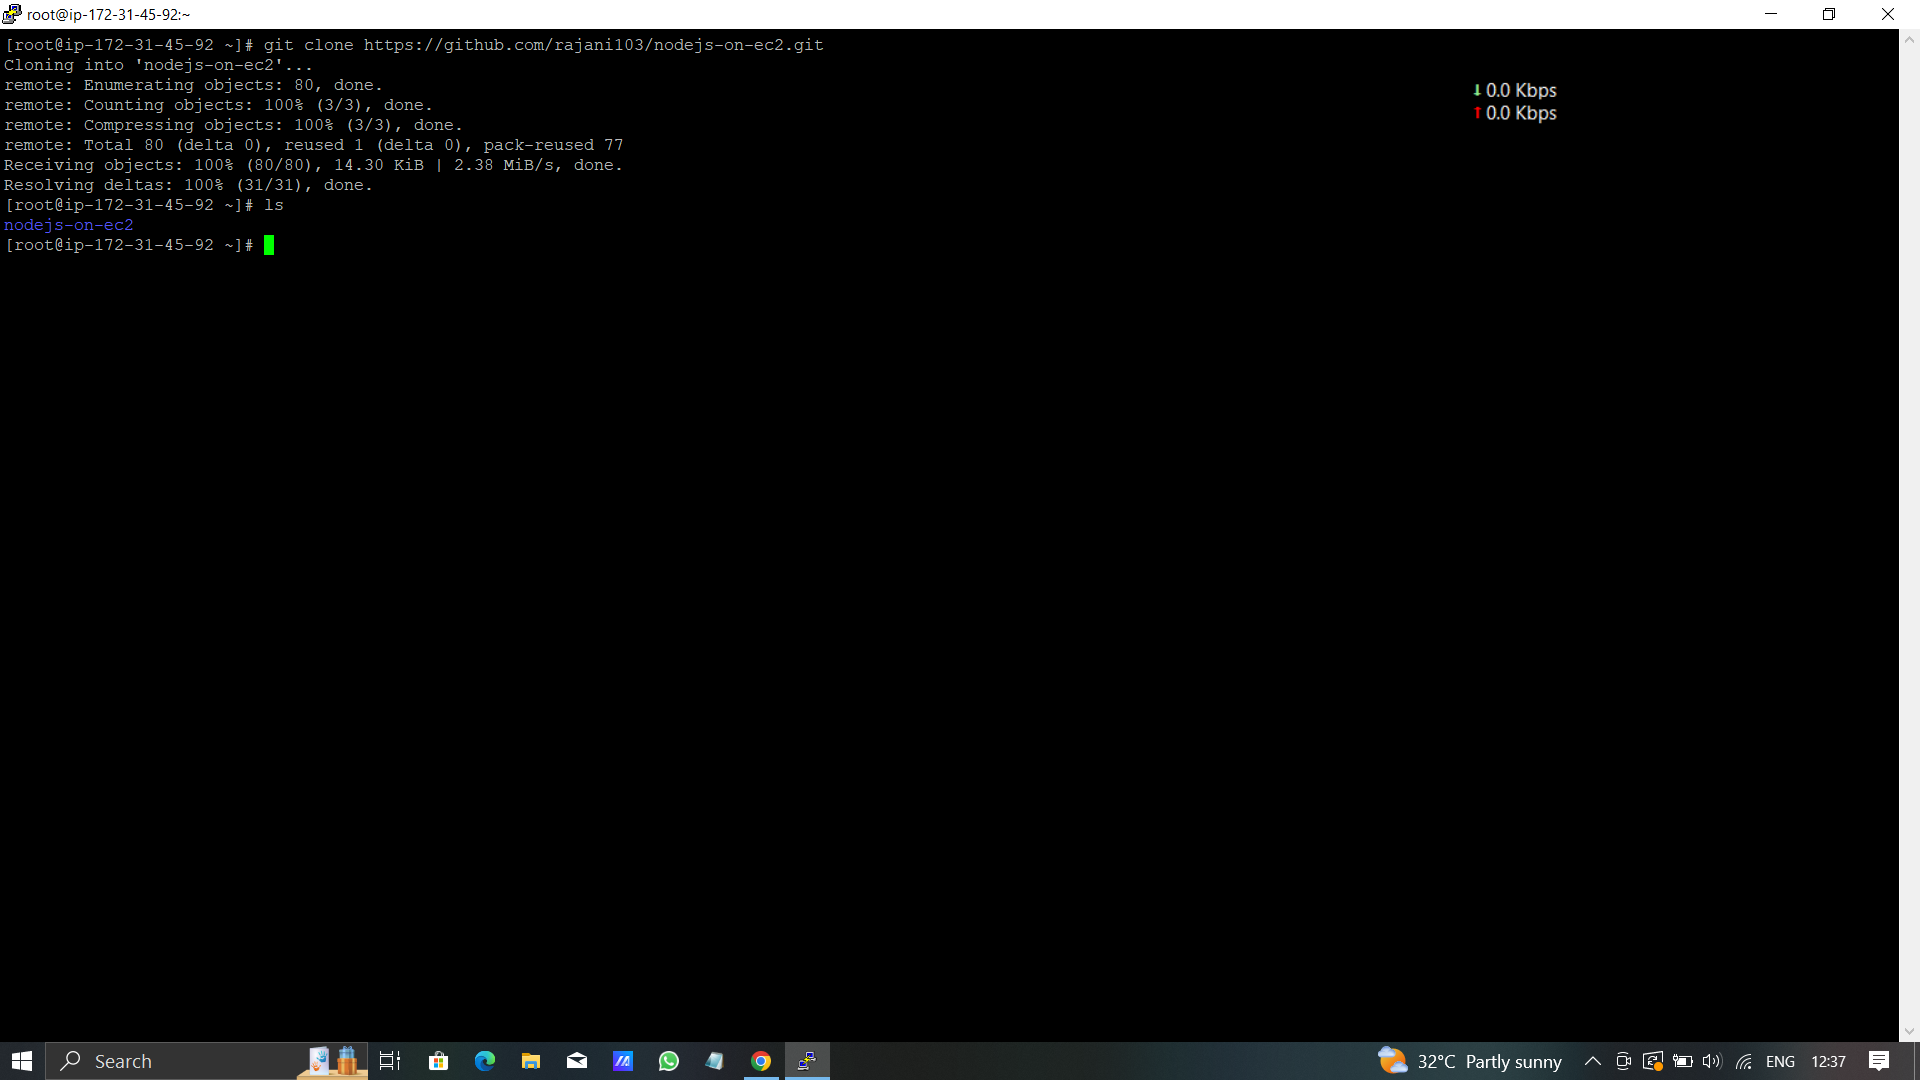 root@ip-172-31-45-92:~
[root@ip-172-31-45-92 ~]# git clone https://github.com/rajani103/nodejs-on-ec2.git
Cloning into 'nodejs-on-ec2'...
remote: Enumerating objects: 80, done.
remote: Counting objects: 100% (3/3), done.
remote: Compressing objects: 100% (3/3), done.
remote: Total 80 (delta 0), reused 1 (delta 0), pack-reused 77
Receiving objects: 100% (80/80), 14.30 KiB | 2.38 MiB/s, done.
Resolving deltas: 100% (31/31), done.
[root@ip-172-31-45-92 ~]# ls
nodejs-on-ec2
[root@ip-172-31-45-92 ~]#
↓ 0.0 Kbps
↑ 0.0 Kbps
Search
32°C Partly sunny
ENG
12:37